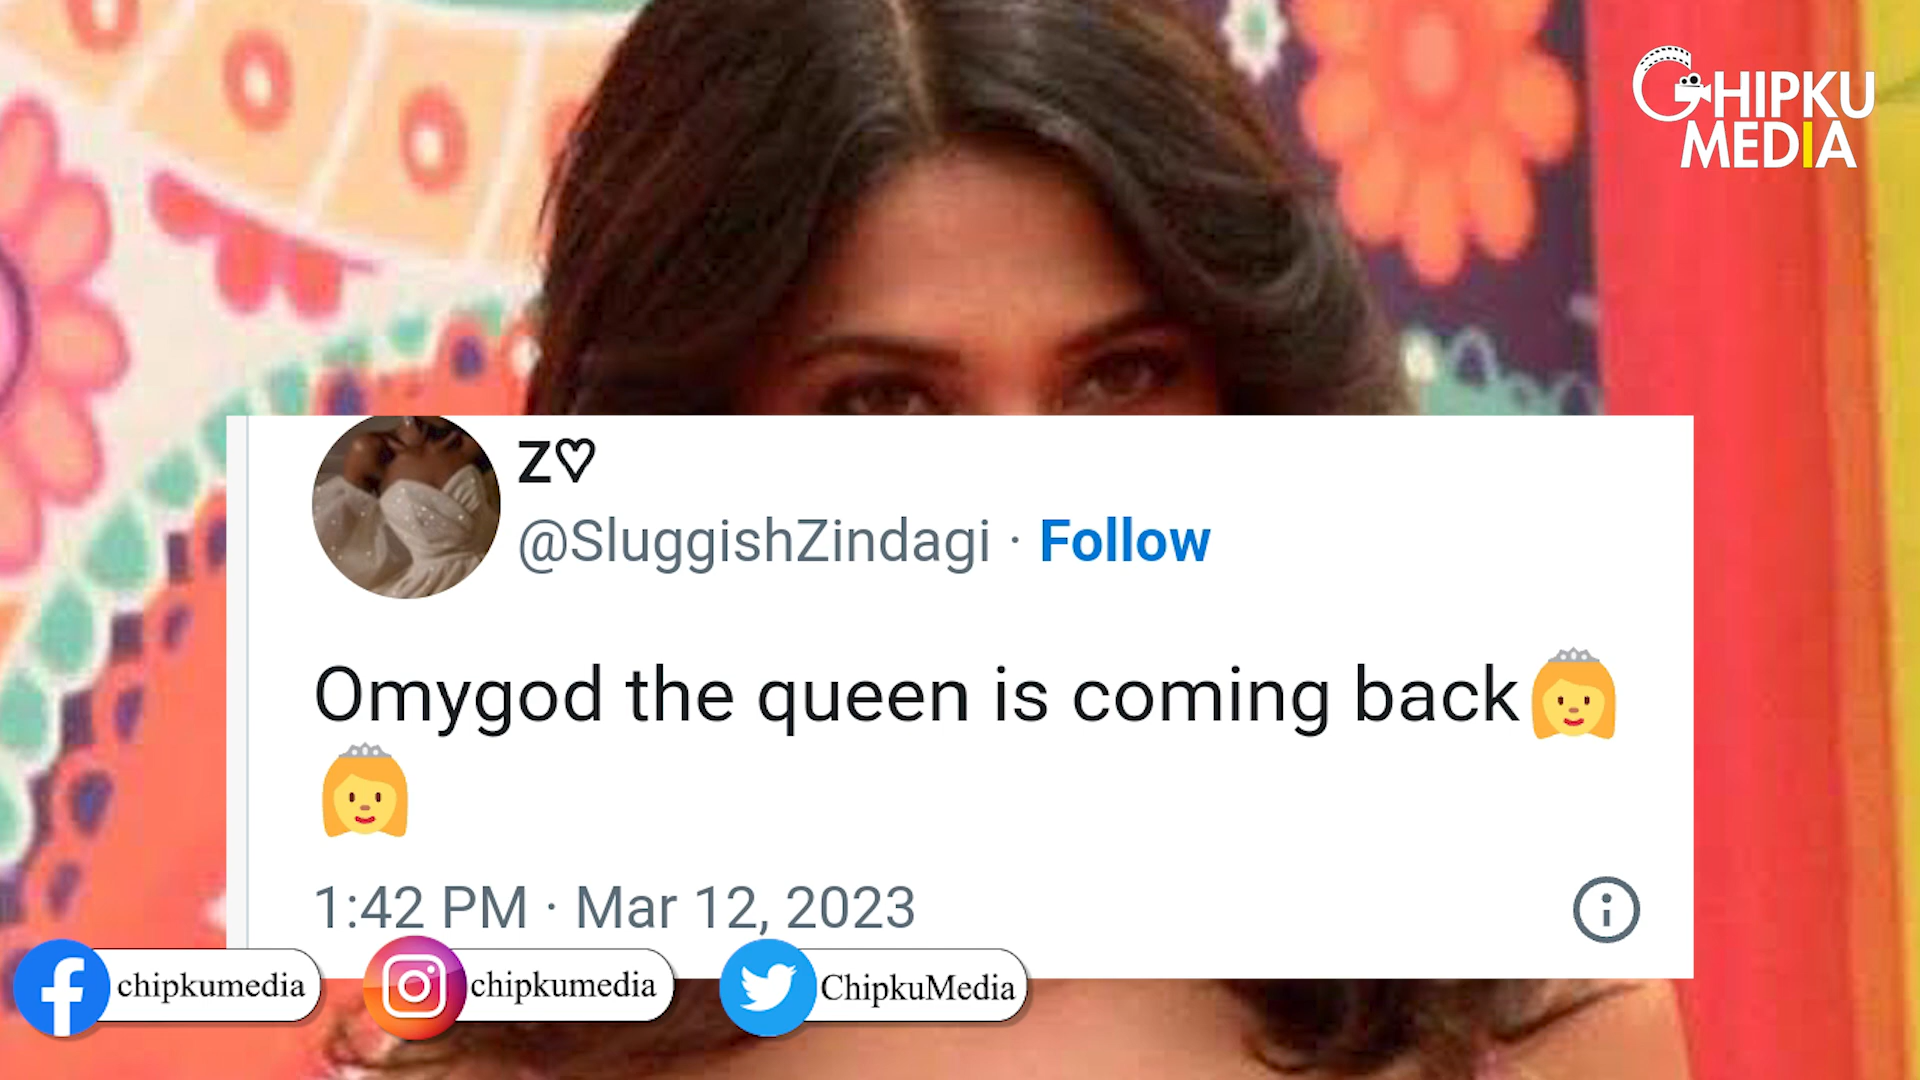 CHIPKU
MEDIA
Z♡
@SluggishZindagi · Follow
Omygod the queen is coming back👸
👸
1:42 PM · Mar 12, 2023
chipkumedia
chipkumedia
ChipkuMedia